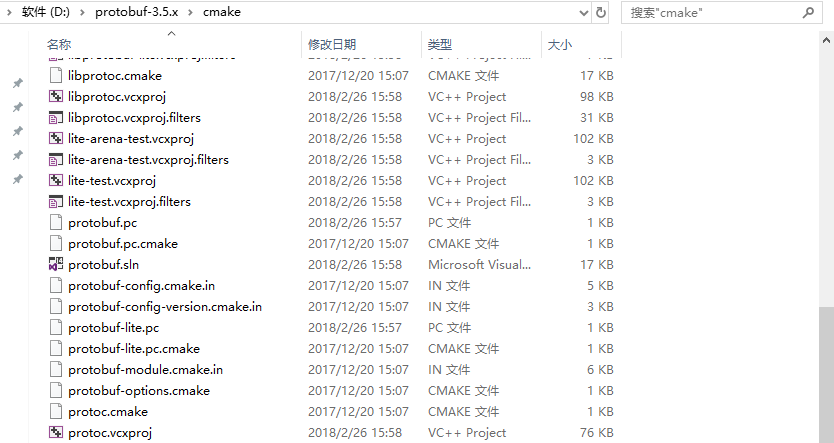 软件 (D:) > protobuf-3.5.x > cmake
搜索"cmake"
名称 修改日期 类型 大小
libprotoc.cmake 2017/12/20 15:07 CMAKE 文件 17 KB
libprotoc.vcxproj 2018/2/26 15:58 VC++ Project 98 KB
libprotoc.vcxproj.filters 2018/2/26 15:58 VC++ Project Fil... 31 KB
lite-arena-test.vcxproj 2018/2/26 15:58 VC++ Project 102 KB
lite-arena-test.vcxproj.filters 2018/2/26 15:58 VC++ Project Fil... 3 KB
lite-test.vcxproj 2018/2/26 15:58 VC++ Project 102 KB
lite-test.vcxproj.filters 2018/2/26 15:58 VC++ Project Fil... 3 KB
protobuf.pc 2018/2/26 15:57 PC 文件 1 KB
protobuf.pc.cmake 2017/12/20 15:07 CMAKE 文件 1 KB
protobuf.sln 2018/2/26 15:58 Microsoft Visual... 17 KB
protobuf-config.cmake.in 2017/12/20 15:07 IN 文件 5 KB
protobuf-config-version.cmake.in 2017/12/20 15:07 IN 文件 3 KB
protobuf-lite.pc 2018/2/26 15:57 PC 文件 1 KB
protobuf-lite.pc.cmake 2017/12/20 15:07 CMAKE 文件 1 KB
protobuf-module.cmake.in 2017/12/20 15:07 IN 文件 6 KB
protobuf-options.cmake 2017/12/20 15:07 CMAKE 文件 1 KB
protoc.cmake 2017/12/20 15:07 CMAKE 文件 1 KB
protoc.vcxproj 2018/2/26 15:58 VC++ Project 76 KB